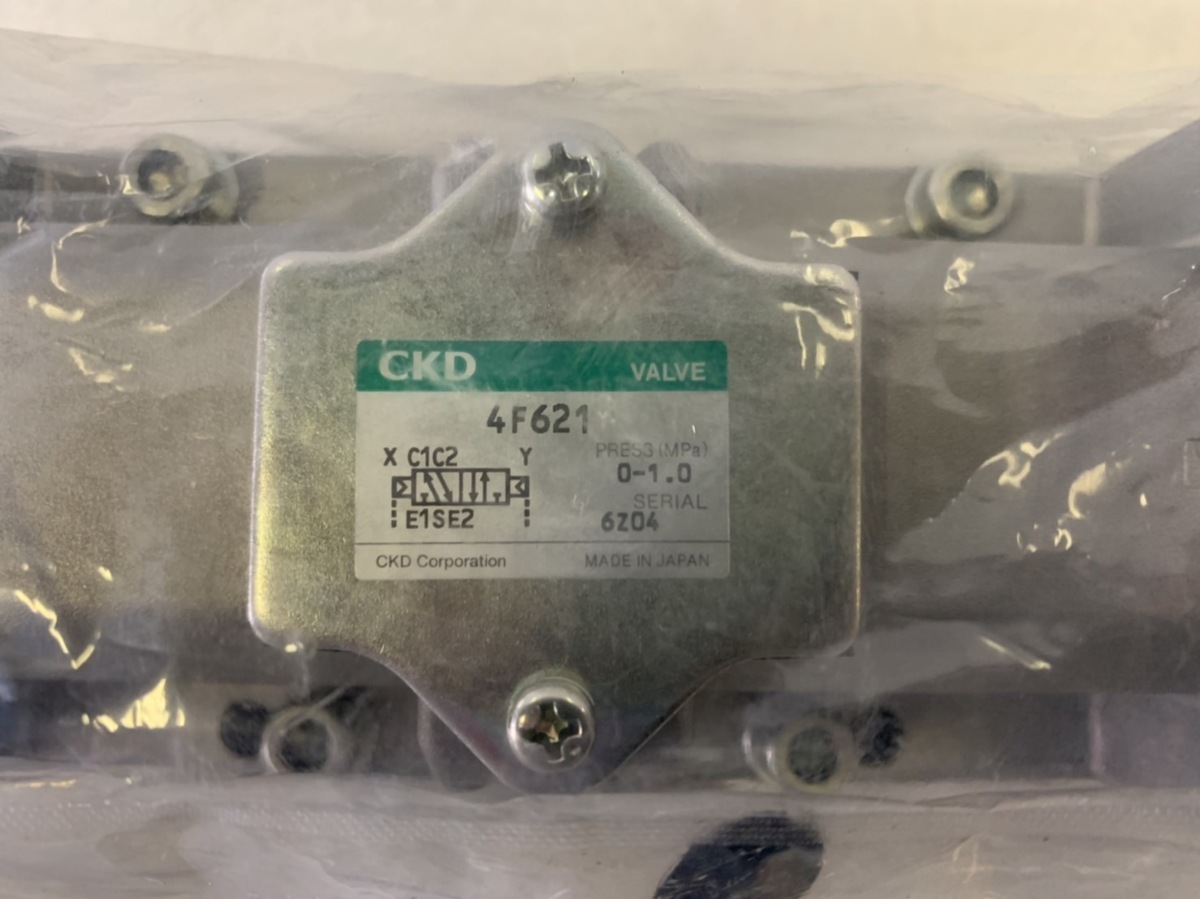 CKD VALVE
4F621
X C1C2 Y
PRESS (MPa)
0-1.0
SERIAL
E1SE2
6Z04
CKD Corporation MADE IN JAPAN